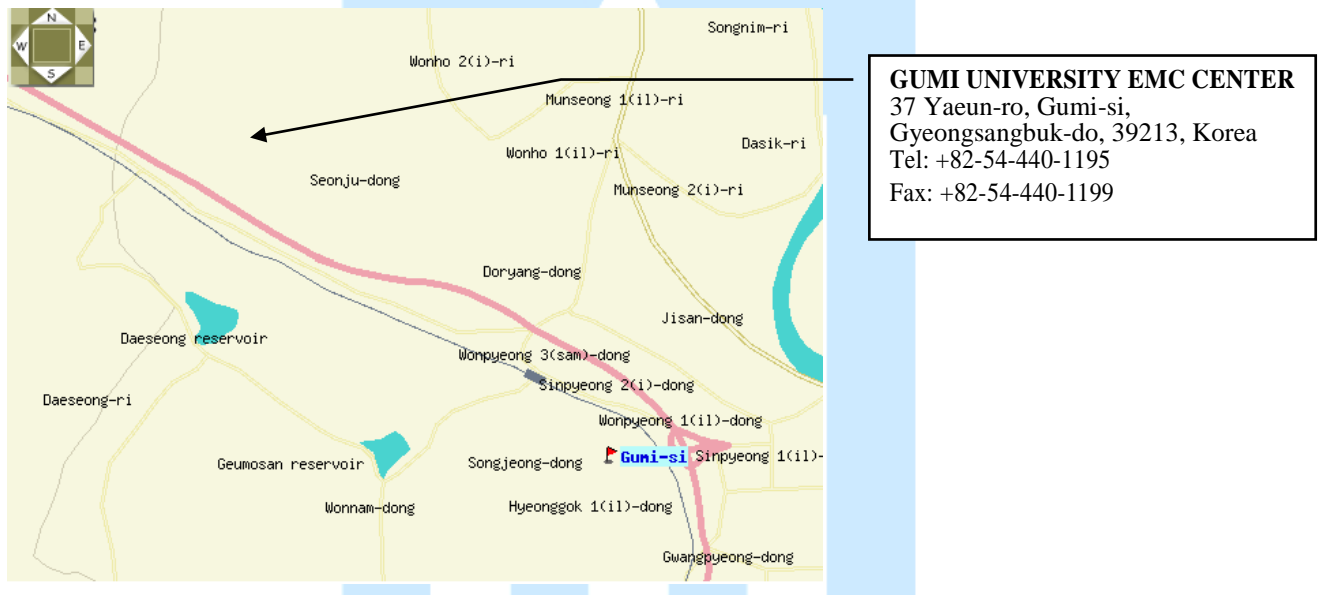 N
W
E
S
Songnim-ri
Wonho 2(i)-ri
Munseong 1(il)-ri
Dasik-ri
Wonho 1(il)-ri
Seonju-dong
Munseong 2(i)-ri
Doryang-dong
Jisan-dong
Daeseong reservoir
Wonpyeong 3(sam)-dong
Sinpyeong 2(i)-dong
Daeseong-ri
Wonpyeong 1(il)-dong
Gumi-si
Sinpyeong 1(il)-
Geumosan reservoir
Songjeong-dong
Wonnam-dong
Hyeonggok 1(il)-dong
Gwangpyeong-dong
GUMI UNIVERSITY EMC CENTER
37 Yaeun-ro, Gumi-si,
Gyeongsangbuk-do, 39213, Korea
Tel: +82-54-440-1195
Fax: +82-54-440-1199